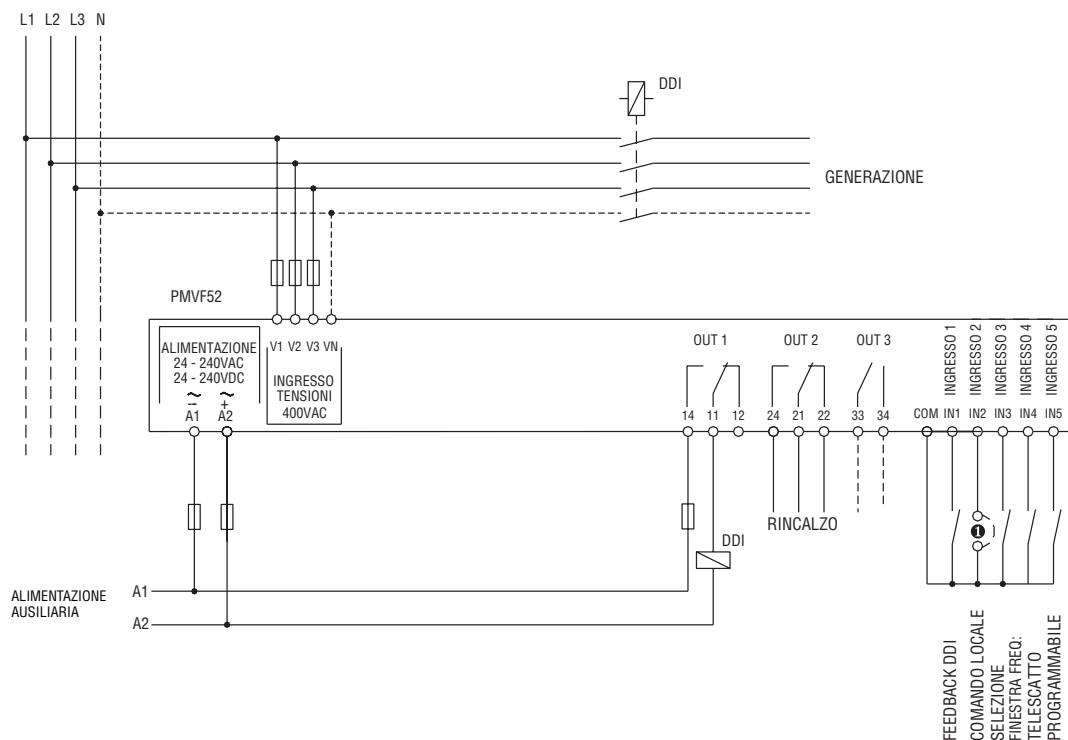 L1 L2 L3 N
DDI
GENERAZIONE
PMVF52
ALIMENTAZIONE
24 - 240VAC
24 - 240VDC
~ ~
– +
A1 A2
V1 V2 V3 VN
INGRESSO
TENSIONI
400VAC
OUT 1
OUT 2
OUT 3
14 11 12
24 21 22
33 34
INGRESSO 1
INGRESSO 2
INGRESSO 3
INGRESSO 4
INGRESSO 5
COM IN1 IN2 IN3 IN4 IN5
RINCALZO
DDI
1
ALIMENTAZIONE
AUSILIARIA
A1
A2
FEEDBACK DDI
COMANDO LOCALE
SELEZIONE
FINESTRA FREQ:
TELESCATTO
PROGRAMMABILE